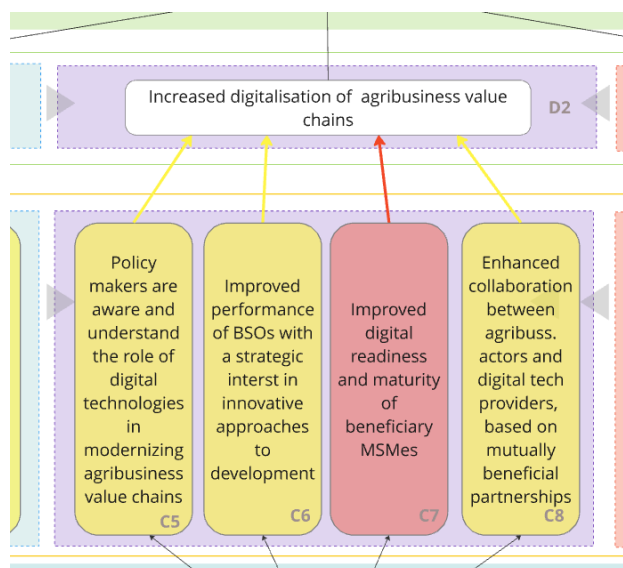 Increased digitalisation of agribusiness value
chains
D2
Policy
makers are
aware and
understand
the role of
digital
technologies
in
modernizing
agribusiness
value chains
C5
Improved
performance
of BSOs with
a strategic
interst in
innovative
approaches
to
development
C6
Improved
digital
readiness
and maturity
of
beneficiary
MSMes
C7
Enhanced
collaboration
between
agribuss.
actors and
digital tech
providers,
based on
mutually
beneficial
partnerships
C8